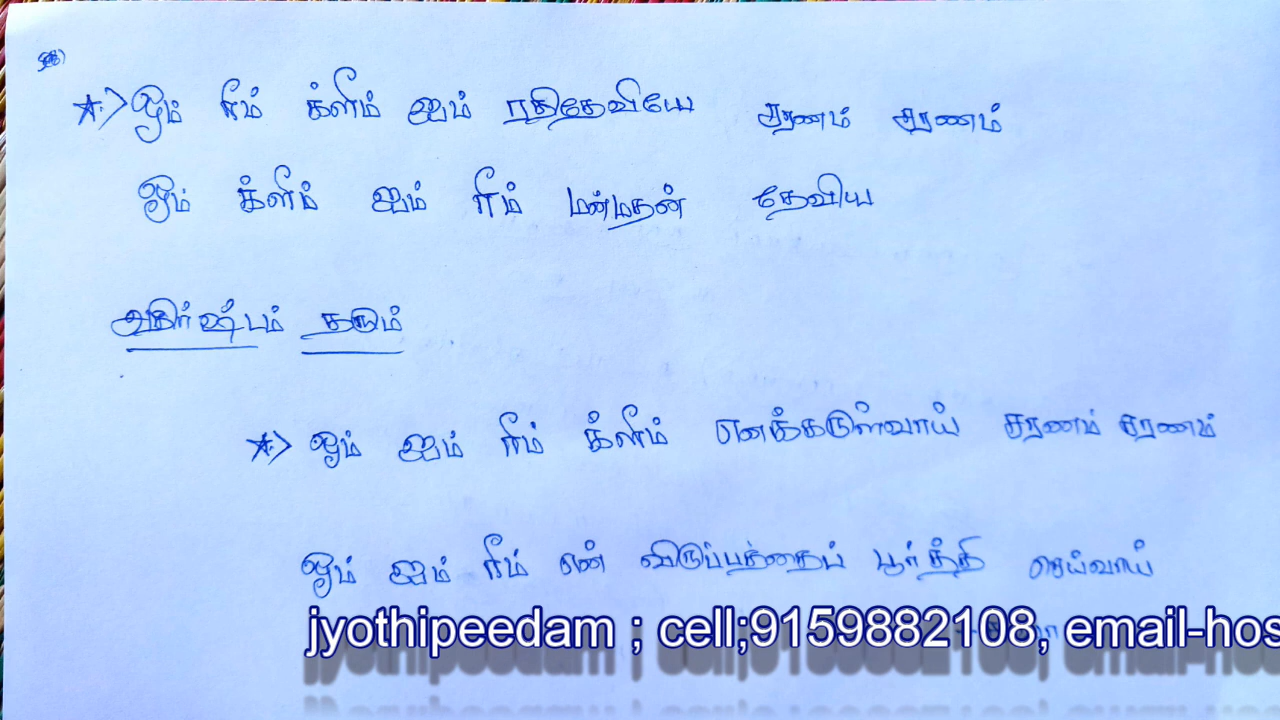 *> ஓம் ரீம் க்ளீம் ஐம் ரதிதேவியே சரணம் சரணம்
ஓம் க்ளீம் ஐம் ரீம் மன்மதன் தேவிய
அதிர்ஷ்டம் தரும்
*> ஓம் ஐம் ரீம் க்ளீம் எனக்கருள்வாய் சரணம் சரணம்
ஓம் ஐம் ரீம் என் விருப்பத்தைப் பூர்த்தி செய்வாய்
jyothipeedam ; cell;9159882108, email-hos